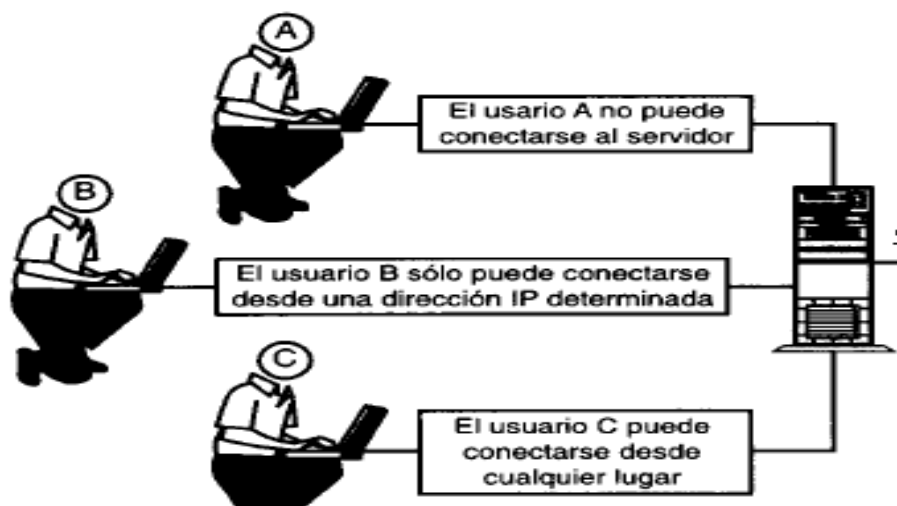 A
El usario A no puede
conectarse al servidor
B
El usuario B sólo puede conectarse
desde una dirección IP determinada
C
El usuario C puede
conectarse desde
cualquier lugar